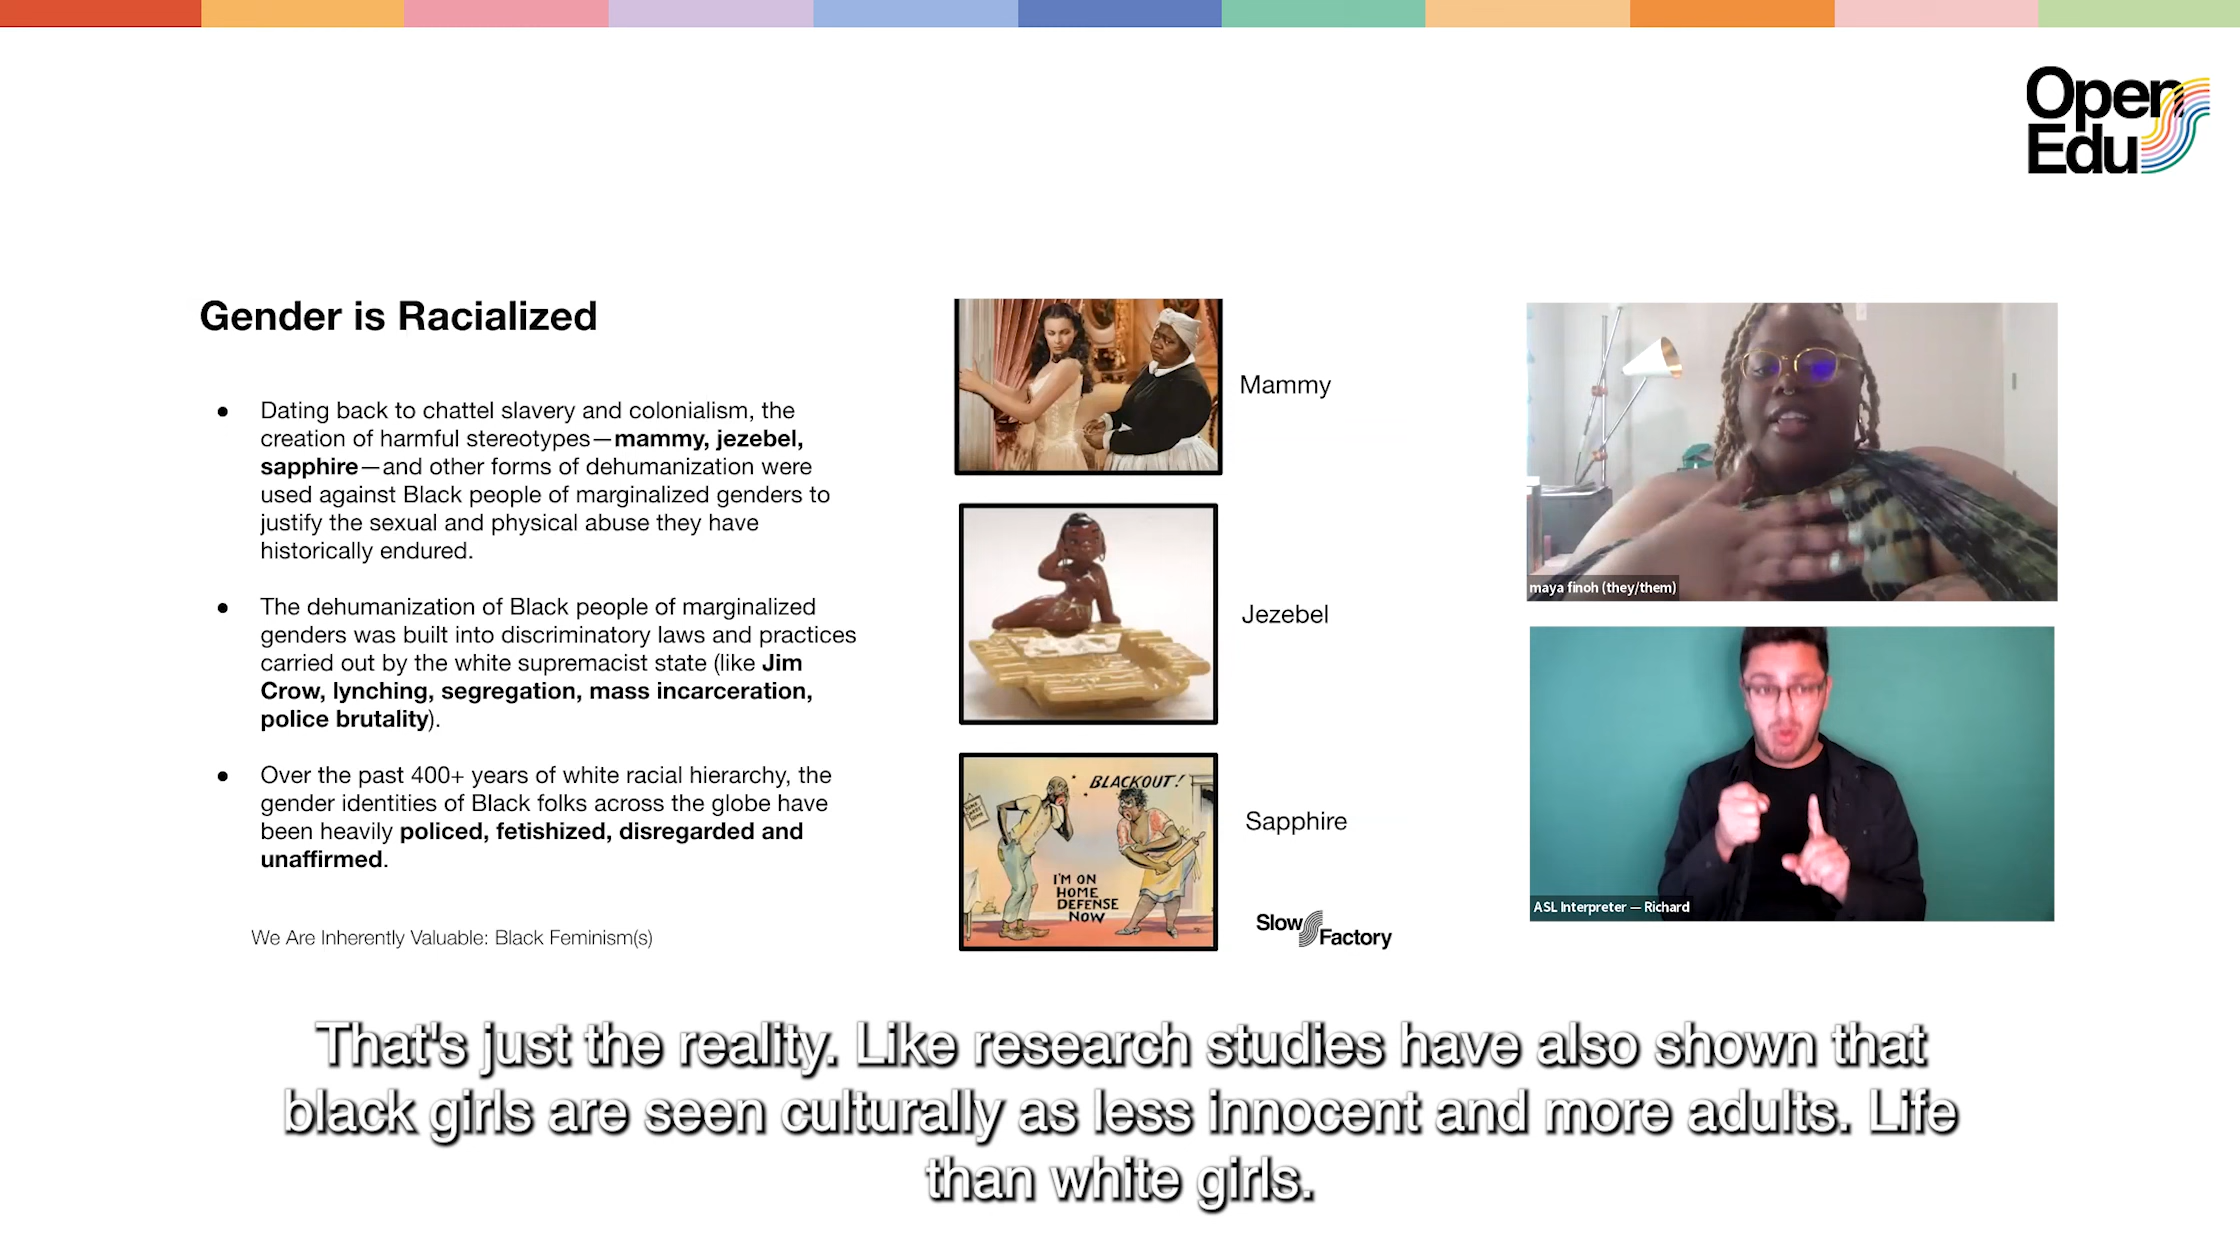 Open
Edu
Gender is Racialized
● Dating back to chattel slavery and colonialism, the
creation of harmful stereotypes—mammy, jezebel,
sapphire—and other forms of dehumanization were
used against Black people of marginalized genders to
justify the sexual and physical abuse they have
historically endured.
● The dehumanization of Black people of marginalized
genders was built into discriminatory laws and practices
carried out by the white supremacist state (like Jim
Crow, lynching, segregation, mass incarceration,
police brutality).
● Over the past 400+ years of white racial hierarchy, the
gender identities of Black folks across the globe have
been heavily policed, fetishized, disregarded and
unaffirmed.
We Are Inherently Valuable: Black Feminism(s)
Mammy
Jezebel
BLACKOUT!
I'M ON
HOME
DEFENSE
NOW
Sapphire
Slow
Factory
maya finoh (they/them)
ASL Interpreter — Richard
That's just the reality. Like research studies have also shown that
black girls are seen culturally as less innocent and more adults. Life
than white girls.